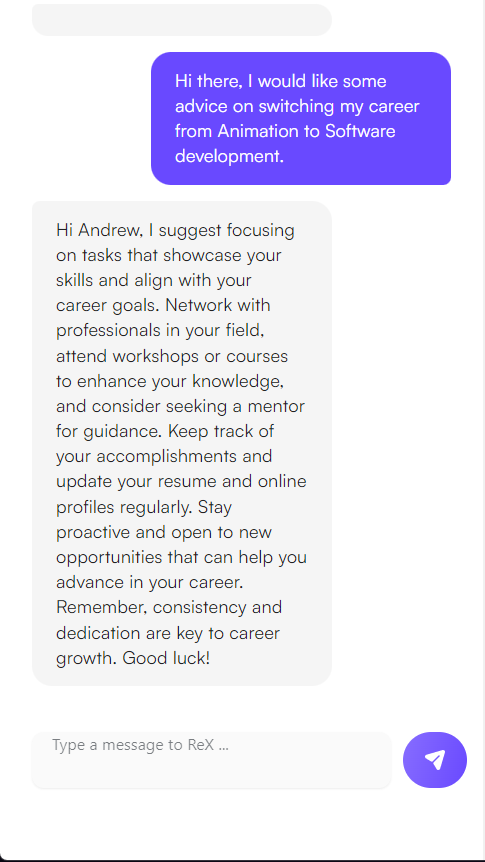 Hi there, I would like some
advice on switching my career
from Animation to Software
development.
Hi Andrew, I suggest focusing
on tasks that showcase your
skills and align with your
career goals. Network with
professionals in your field,
attend workshops or courses
to enhance your knowledge,
and consider seeking a mentor
for guidance. Keep track of
your accomplishments and
update your resume and online
profiles regularly. Stay
proactive and open to new
opportunities that can help you
advance in your career.
Remember, consistency and
dedication are key to career
growth. Good luck!
Type a message to ReX ...